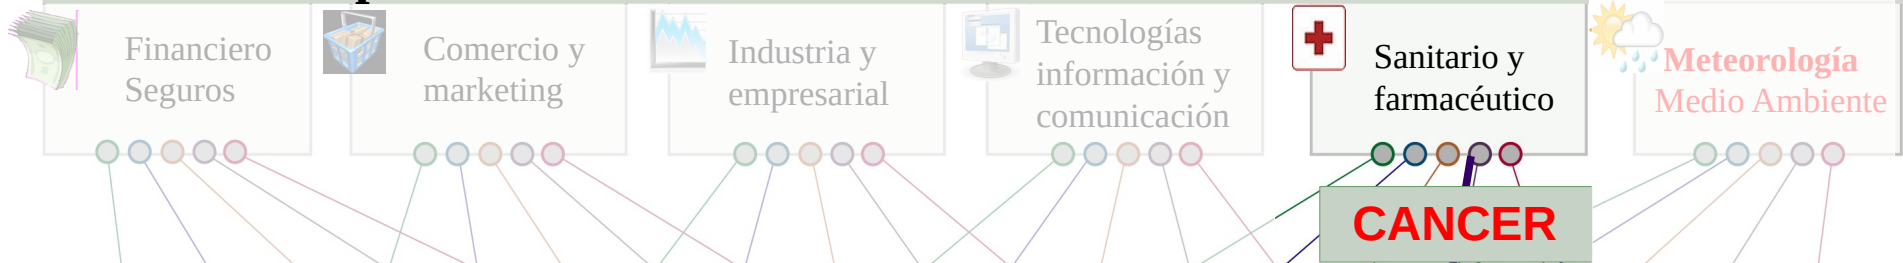 Financiero
Seguros
Comercio y
marketing
Industria y
empresarial
Tecnologías
información y
comunicación
Sanitario y
farmacéutico
Meteorología
Medio Ambiente
CANCER